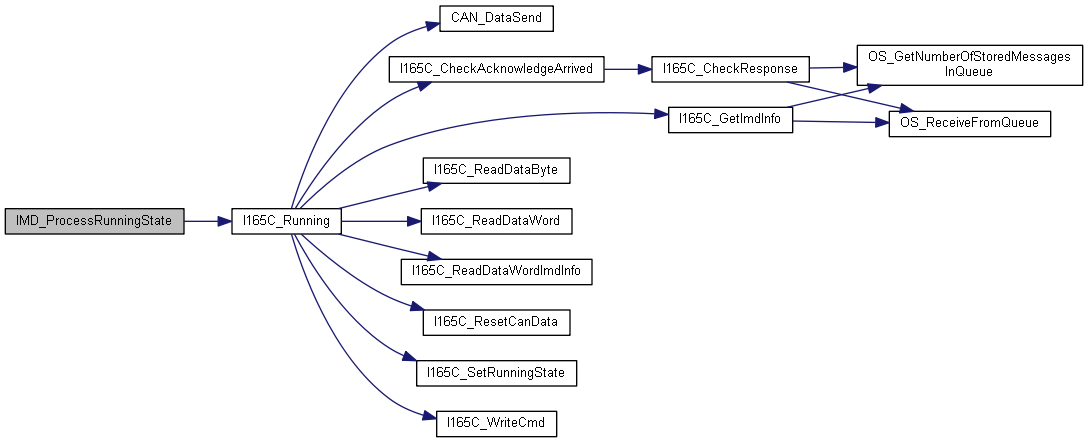 CAN_DataSend
I165C_CheckAcknowledgeArrived
I165C_CheckResponse
OS_GetNumberOfStoredMessages
InQueue
I165C_GetImdInfo
OS_ReceiveFromQueue
I165C_ReadDataByte
IMD_ProcessRunningState
I165C_Running
I165C_ReadDataWord
I165C_ReadDataWordImdInfo
I165C_ResetCanData
I165C_SetRunningState
I165C_WriteCmd